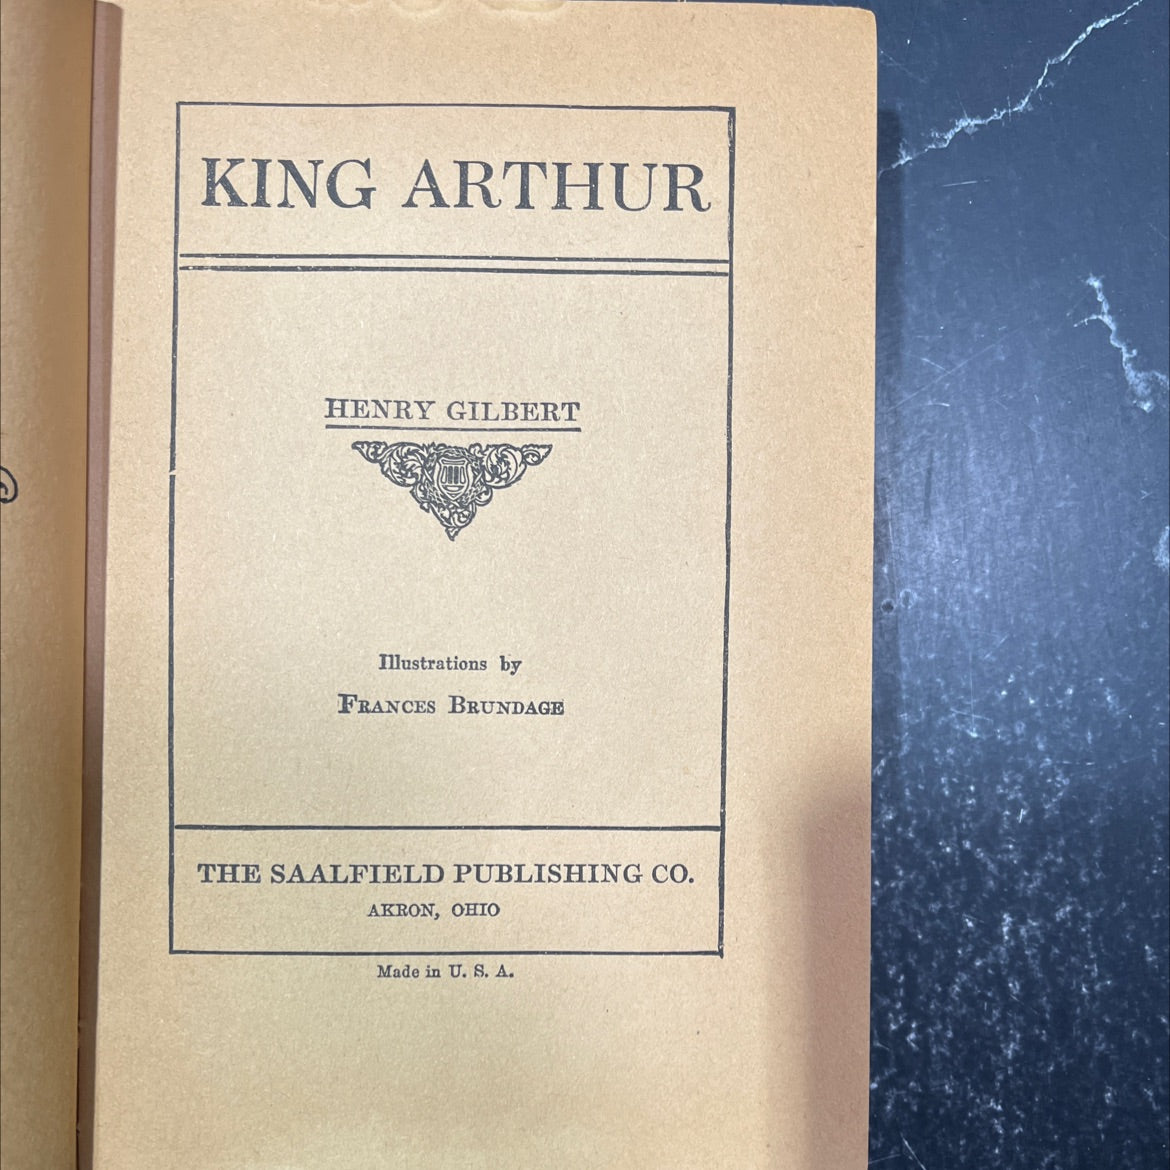 KING ARTHUR
HENRY GILBERT
Illustrations by
FRANCES BRUNDAGE
THE SAALFIELD PUBLISHING CO.
AKRON, OHIO
Made in U. S. A.